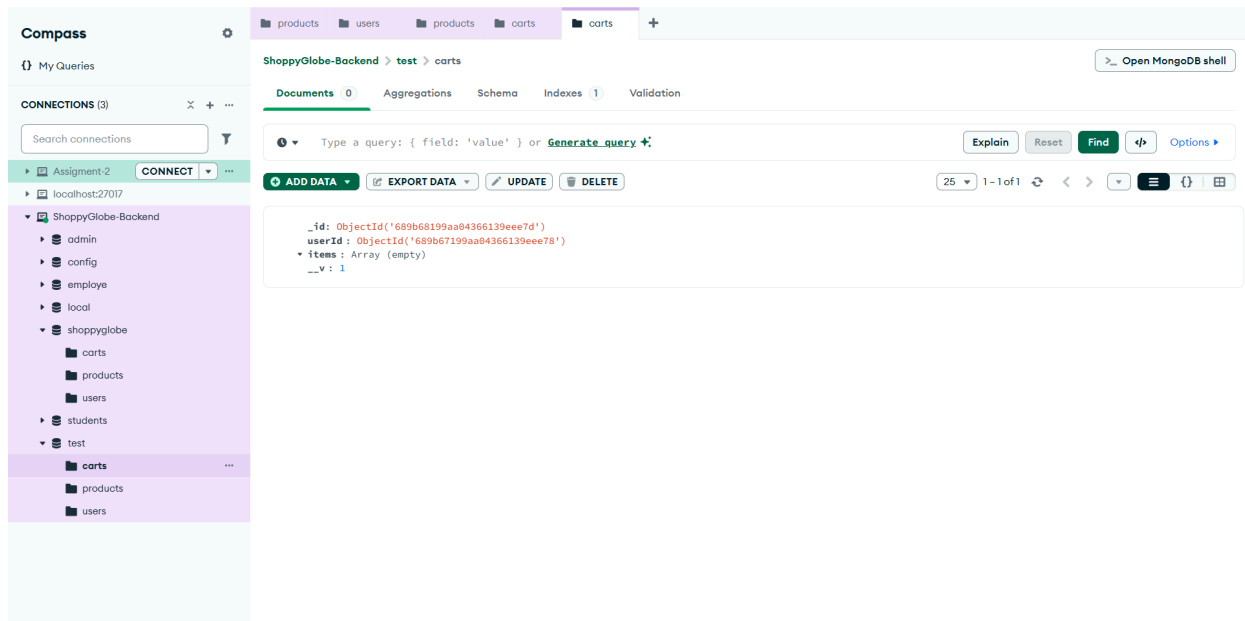 Compass
{} My Queries
CONNECTIONS (3)
Search connections
Assigment-2 CONNECT
localhost:27017
ShoppyGlobe-Backend
admin
config
employe
local
shoppyglobe
carts
products
users
students
test
carts
products
users
products users products carts carts
ShoppyGlobe-Backend > test > carts
>_ Open MongoDB shell
Documents 0 Aggregations Schema Indexes 1 Validation
Type a query: { field: 'value' } or Generate query
Explain Reset Find </> Options
ADD DATA EXPORT DATA UPDATE DELETE
25 1–1 of 1 {}
_id: ObjectId('689b68199aa04366139eee7d')
userId : ObjectId('689b67199aa04366139eee78')
items : Array (empty)
__v : 1